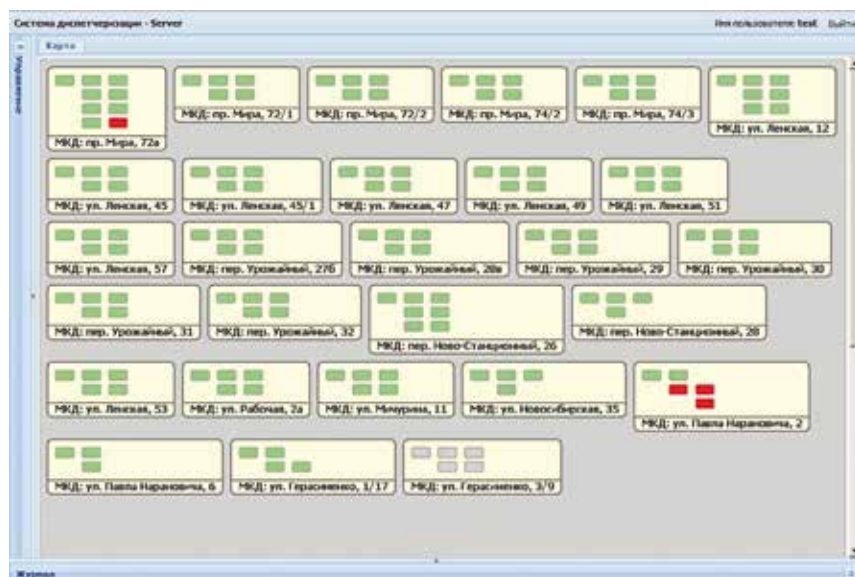 Система диспетчеризации - Server
Имя пользователя: test Выйти
Управление
Карта
МКД: пр. Мира, 72а
МКД: пр. Мира, 72/1
МКД: пр. Мира, 72/2
МКД: пр. Мира, 74/2
МКД: пр. Мира, 74/3
МКД: ул. Ленская, 12
МКД: ул. Ленская, 45
МКД: ул. Ленская, 45/1
МКД: ул. Ленская, 47
МКД: ул. Ленская, 49
МКД: ул. Ленская, 51
МКД: ул. Ленская, 57
МКД: пер. Урожайный, 27б
МКД: пер. Урожайный, 28а
МКД: пер. Урожайный, 29
МКД: пер. Урожайный, 30
МКД: пер. Урожайный, 31
МКД: пер. Урожайный, 32
МКД: пер. Ново-Станционный, 26
МКД: пер. Ново-Станционный, 28
МКД: ул. Ленская, 53
МКД: ул. Рабочая, 2а
МКД: ул. Мичурина, 11
МКД: ул. Новосибирская, 35
МКД: ул. Павла Нарановича, 2
МКД: ул. Павла Нарановича, 6
МКД: ул. Герасименко, 1/17
МКД: ул. Герасименко, 3/9
Журнал